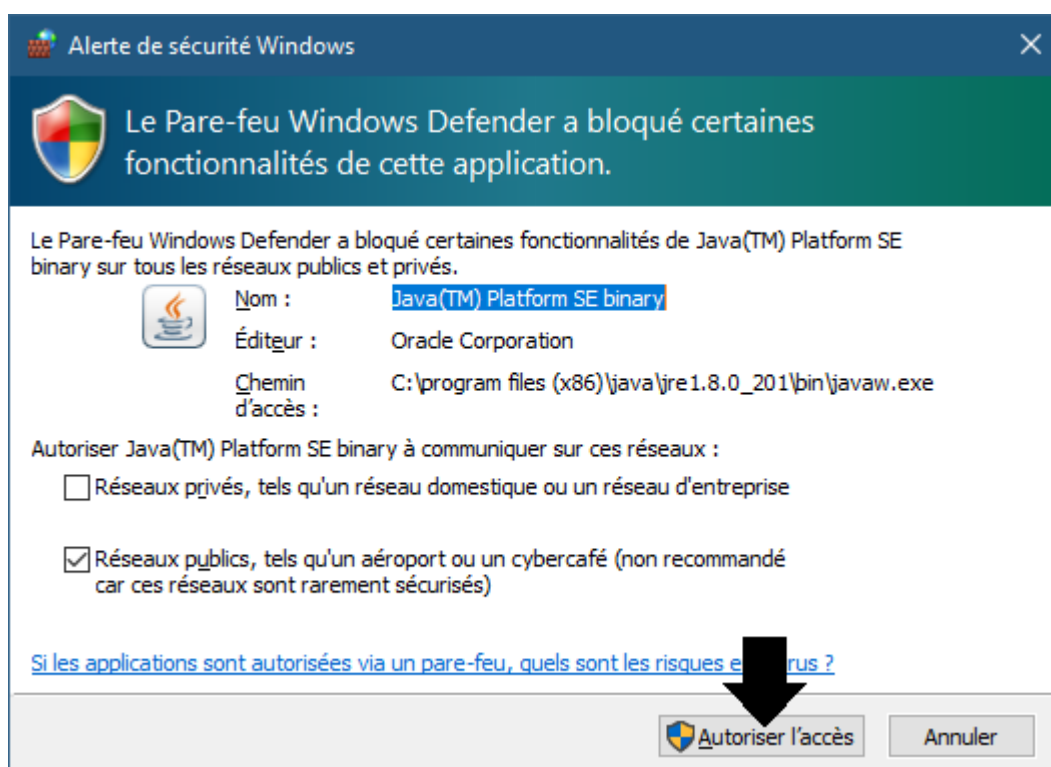 Alerte de sécurité Windows
Le Pare-feu Windows Defender a bloqué certaines
fonctionnalités de cette application.
Le Pare-feu Windows Defender a bloqué certaines fonctionnalités de Java(TM) Platform SE
binary sur tous les réseaux publics et privés.
Nom : Java(TM) Platform SE binary
Éditeur : Oracle Corporation
Chemin C:\program files (x86)\java\jre1.8.0_201\bin\javaw.exe
d'accès :
Autoriser Java(TM) Platform SE binary à communiquer sur ces réseaux :
Réseaux privés, tels qu'un réseau domestique ou un réseau d'entreprise
Réseaux publics, tels qu'un aéroport ou un cybercafé (non recommandé
car ces réseaux sont rarement sécurisés)
Si les applications sont autorisées via un pare-feu, quels sont les risques ?
Autoriser l'accès Annuler